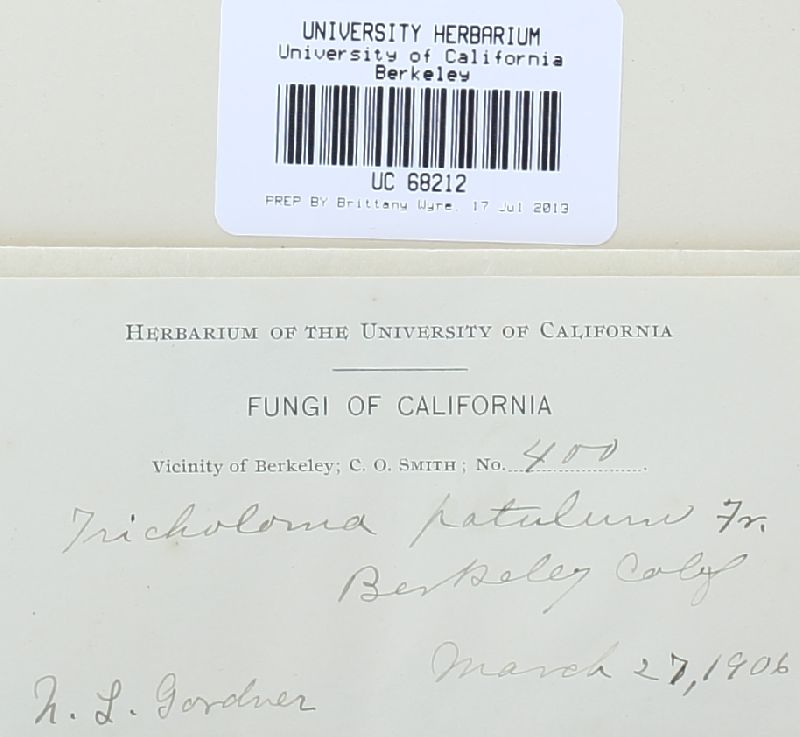 UNIVERSITY HERBARIUM
University of California
Berkeley
UC 68212
PREP BY Brittany Wyre. 17 Jul 2013
HERBARIUM OF THE UNIVERSITY OF CALIFORNIA
FUNGI OF CALIFORNIA
Vicinity of Berkeley; C. O. SMITH; No. 400
Tricholoma patulum Fr.
Berkeley Calif
March 27, 1906
N. L. Gardner